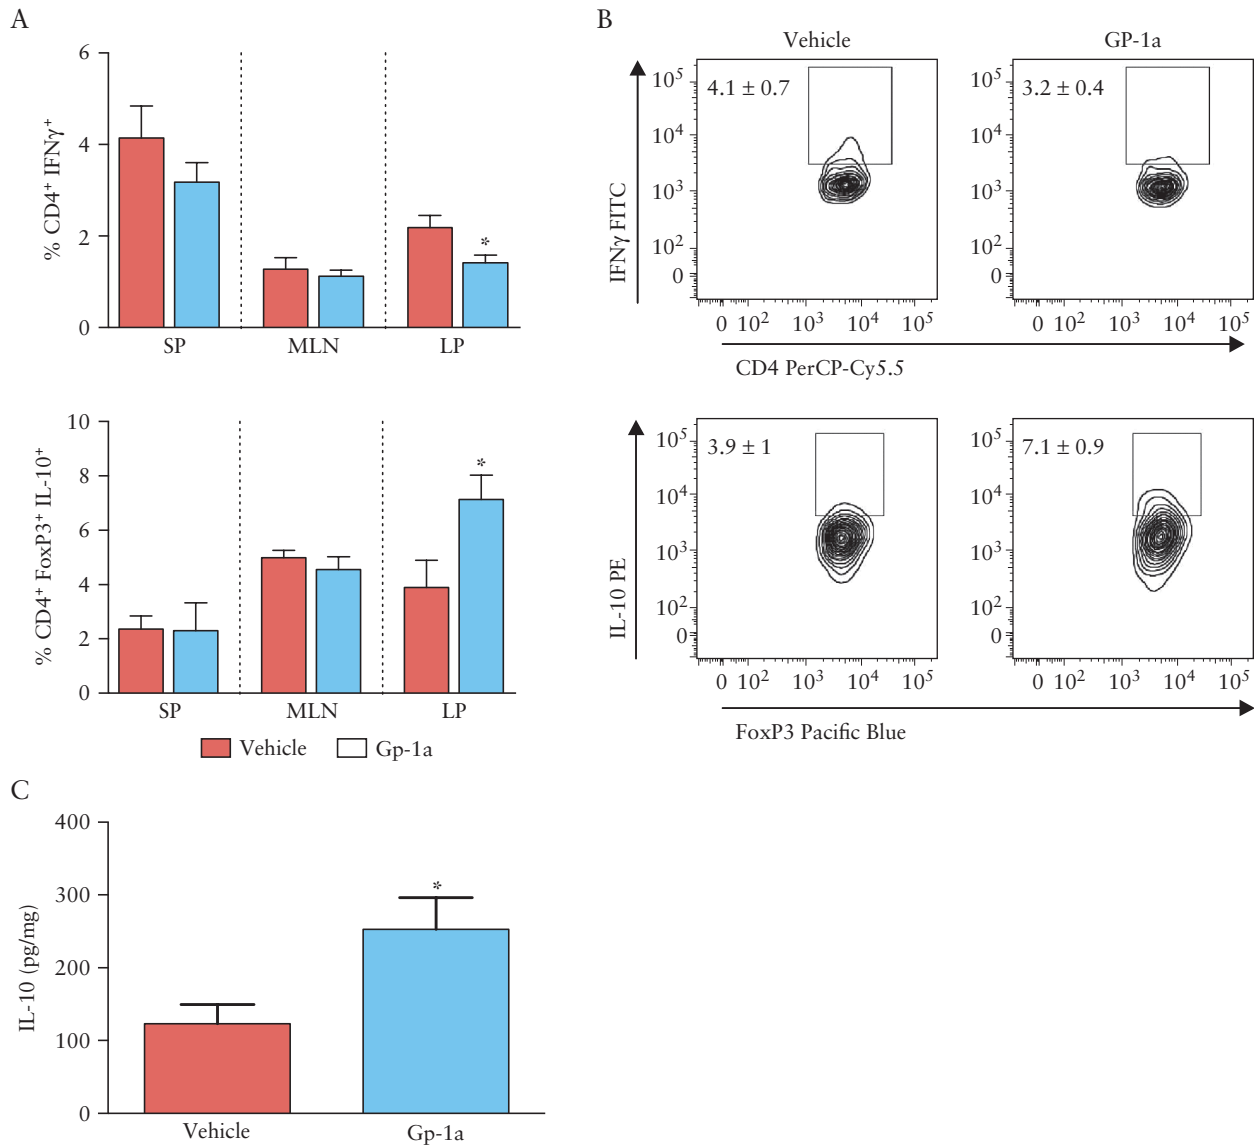 A
6
4
2
0
% CD4⁺ IFNγ⁺
*
SP MLN LP
10
8
6
4
2
0
% CD4⁺ FoxP3⁺ IL-10⁺
*
SP MLN LP
Vehicle Gp-1a
B
Vehicle GP-1a
IFNγ FITC
10⁵
10⁴
10³
10²
0
4.1 ± 0.7
0 10² 10³ 10⁴ 10⁵
10⁵
10⁴
10³
10²
0
3.2 ± 0.4
0 10² 10³ 10⁴ 10⁵
CD4 PerCP-Cy5.5
IL-10 PE
10⁵
10⁴
10³
10²
0
3.9 ± 1
0 10² 10³ 10⁴ 10⁵
10⁵
10⁴
10³
10²
0
7.1 ± 0.9
0 10² 10³ 10⁴ 10⁵
FoxP3 Pacific Blue
C
400
300
200
100
0
IL-10 (pg/mg)
*
Vehicle Gp-1a